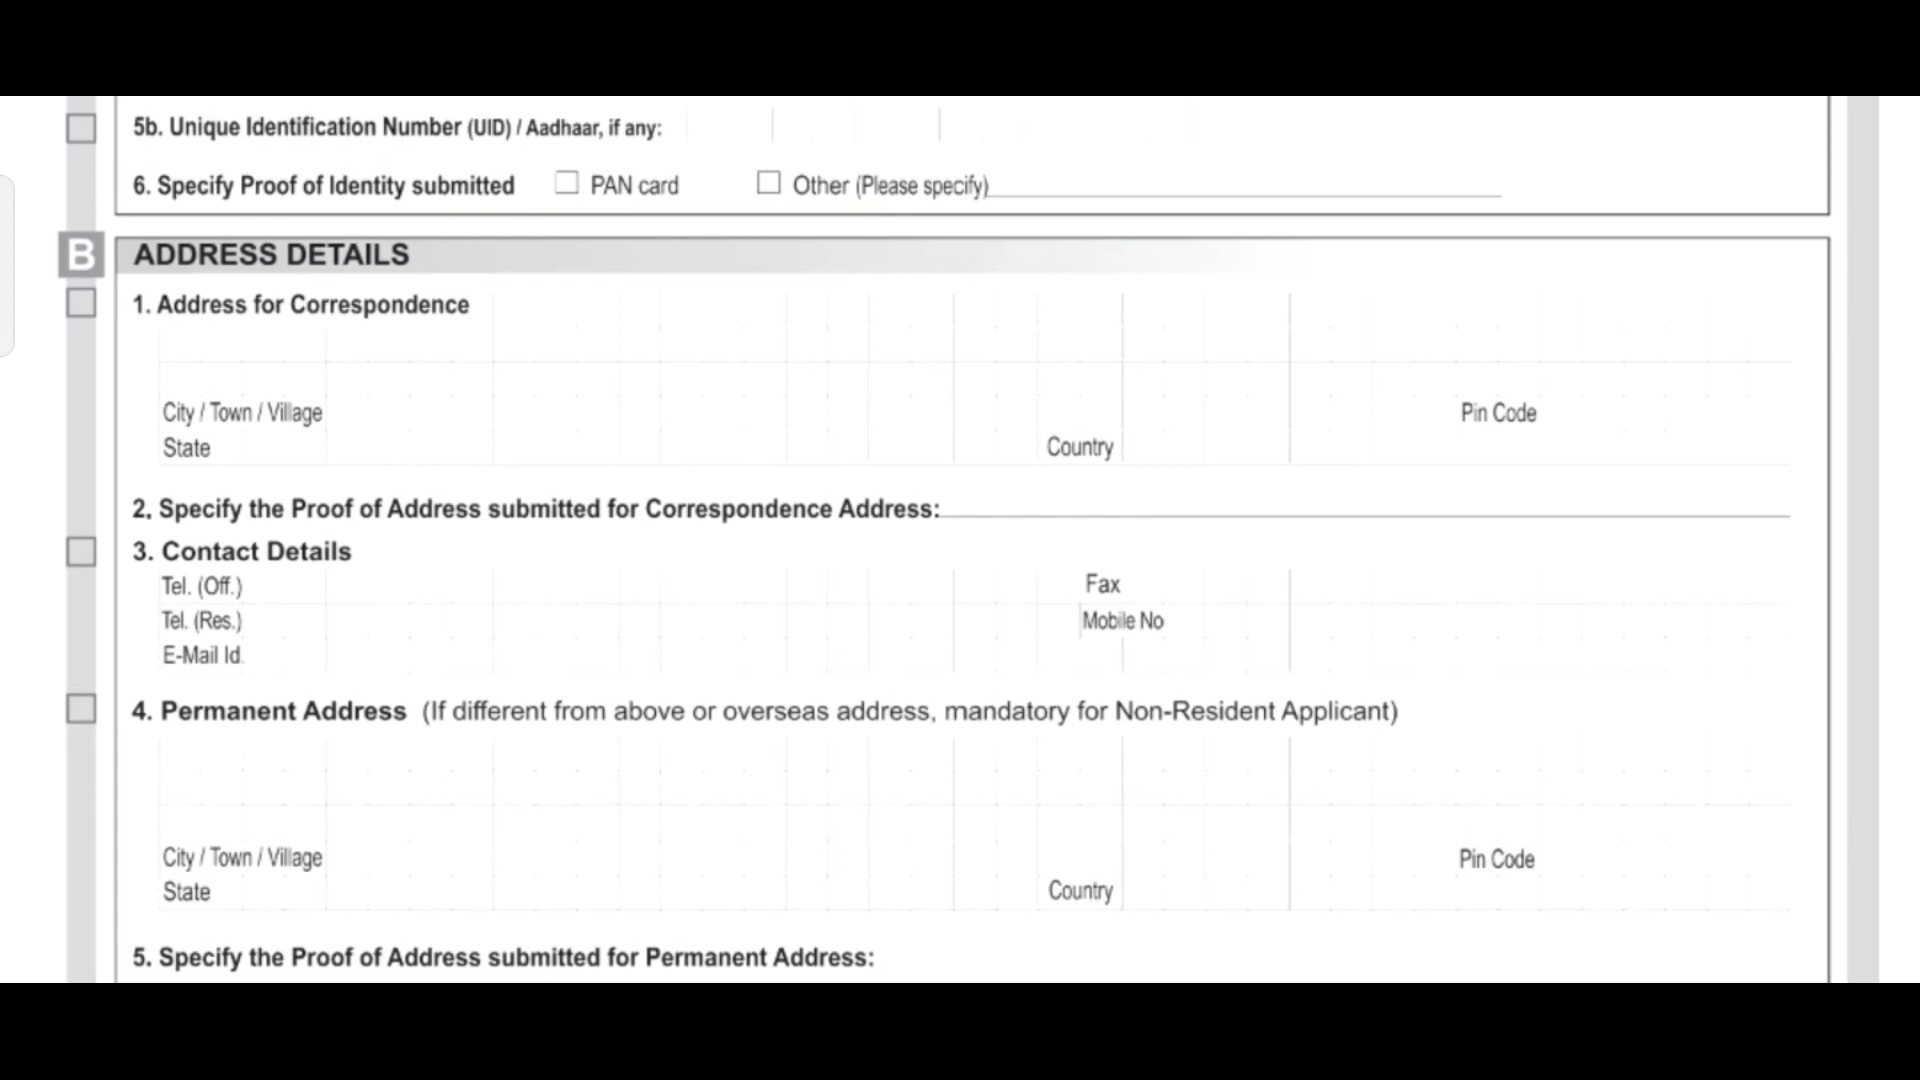 5b. Unique Identification Number (UID) / Aadhaar, if any:
6. Specify Proof of Identity submitted PAN card Other (Please specify)
B ADDRESS DETAILS
1. Address for Correspondence
City / Town / Village Pin Code
State Country
2. Specify the Proof of Address submitted for Correspondence Address:
3. Contact Details
Tel. (Off.) Fax
Tel. (Res.) Mobile No
E-Mail Id.
4. Permanent Address (If different from above or overseas address, mandatory for Non-Resident Applicant)
City / Town / Village Pin Code
State Country
5. Specify the Proof of Address submitted for Permanent Address: